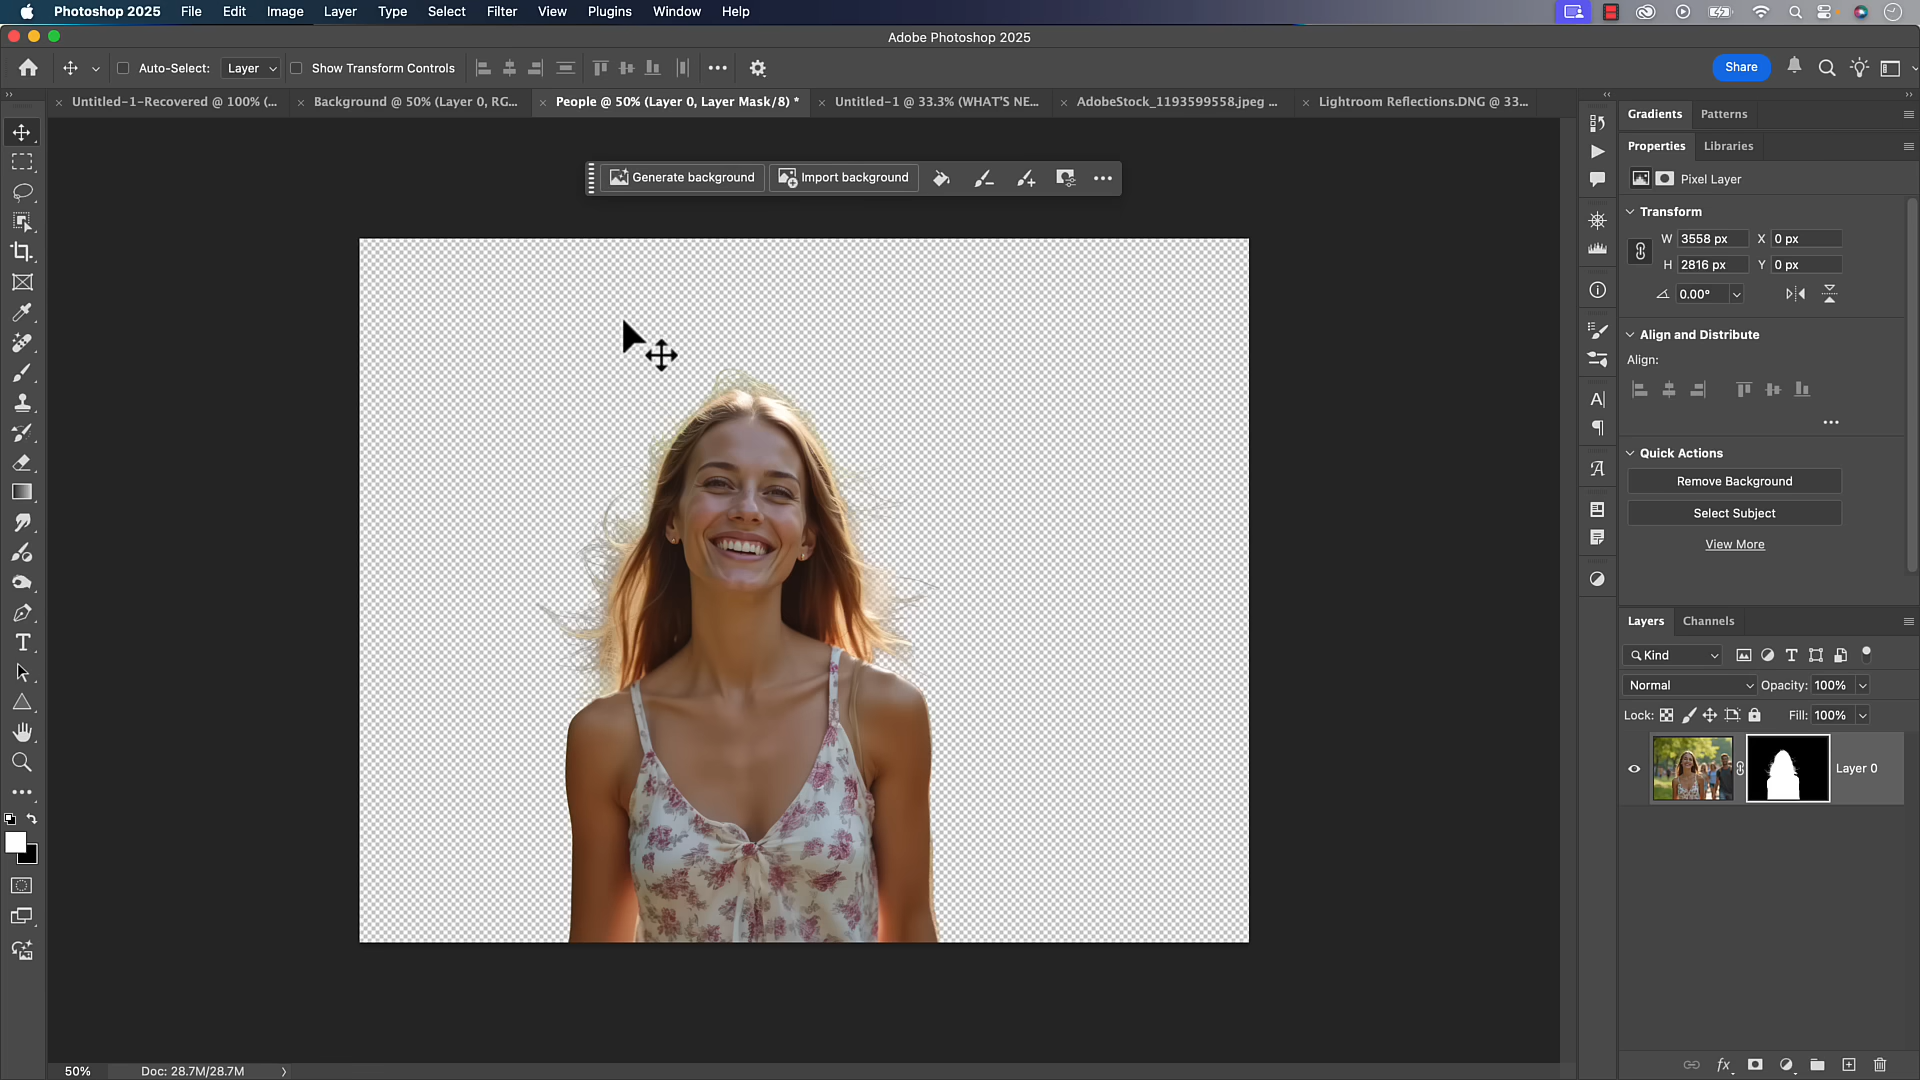 Photoshop 2025 File Edit Image Layer Type Select Filter View Plugins Window Help
Adobe Photoshop 2025
Auto-Select: Layer Show Transform Controls
Share
Untitled-1-Recovered @ 100% (... Background @ 50% (Layer 0, RG... People @ 50% (Layer 0, Layer Mask/8) * Untitled-1 @ 33.3% (WHAT'S NE... AdobeStock_1193599558.jpeg ... Lightroom Reflections.DNG @ 33...
Generate background Import background
Gradients Patterns
Properties Libraries
Pixel Layer
Transform
W 3558 px X 0 px
H 2816 px Y 0 px
0.00°
Align and Distribute
Align:
Quick Actions
Remove Background
Select Subject
View More
Layers Channels
Kind
Normal Opacity: 100%
Lock: Fill: 100%
Layer 0
50% Doc: 28.7M/28.7M